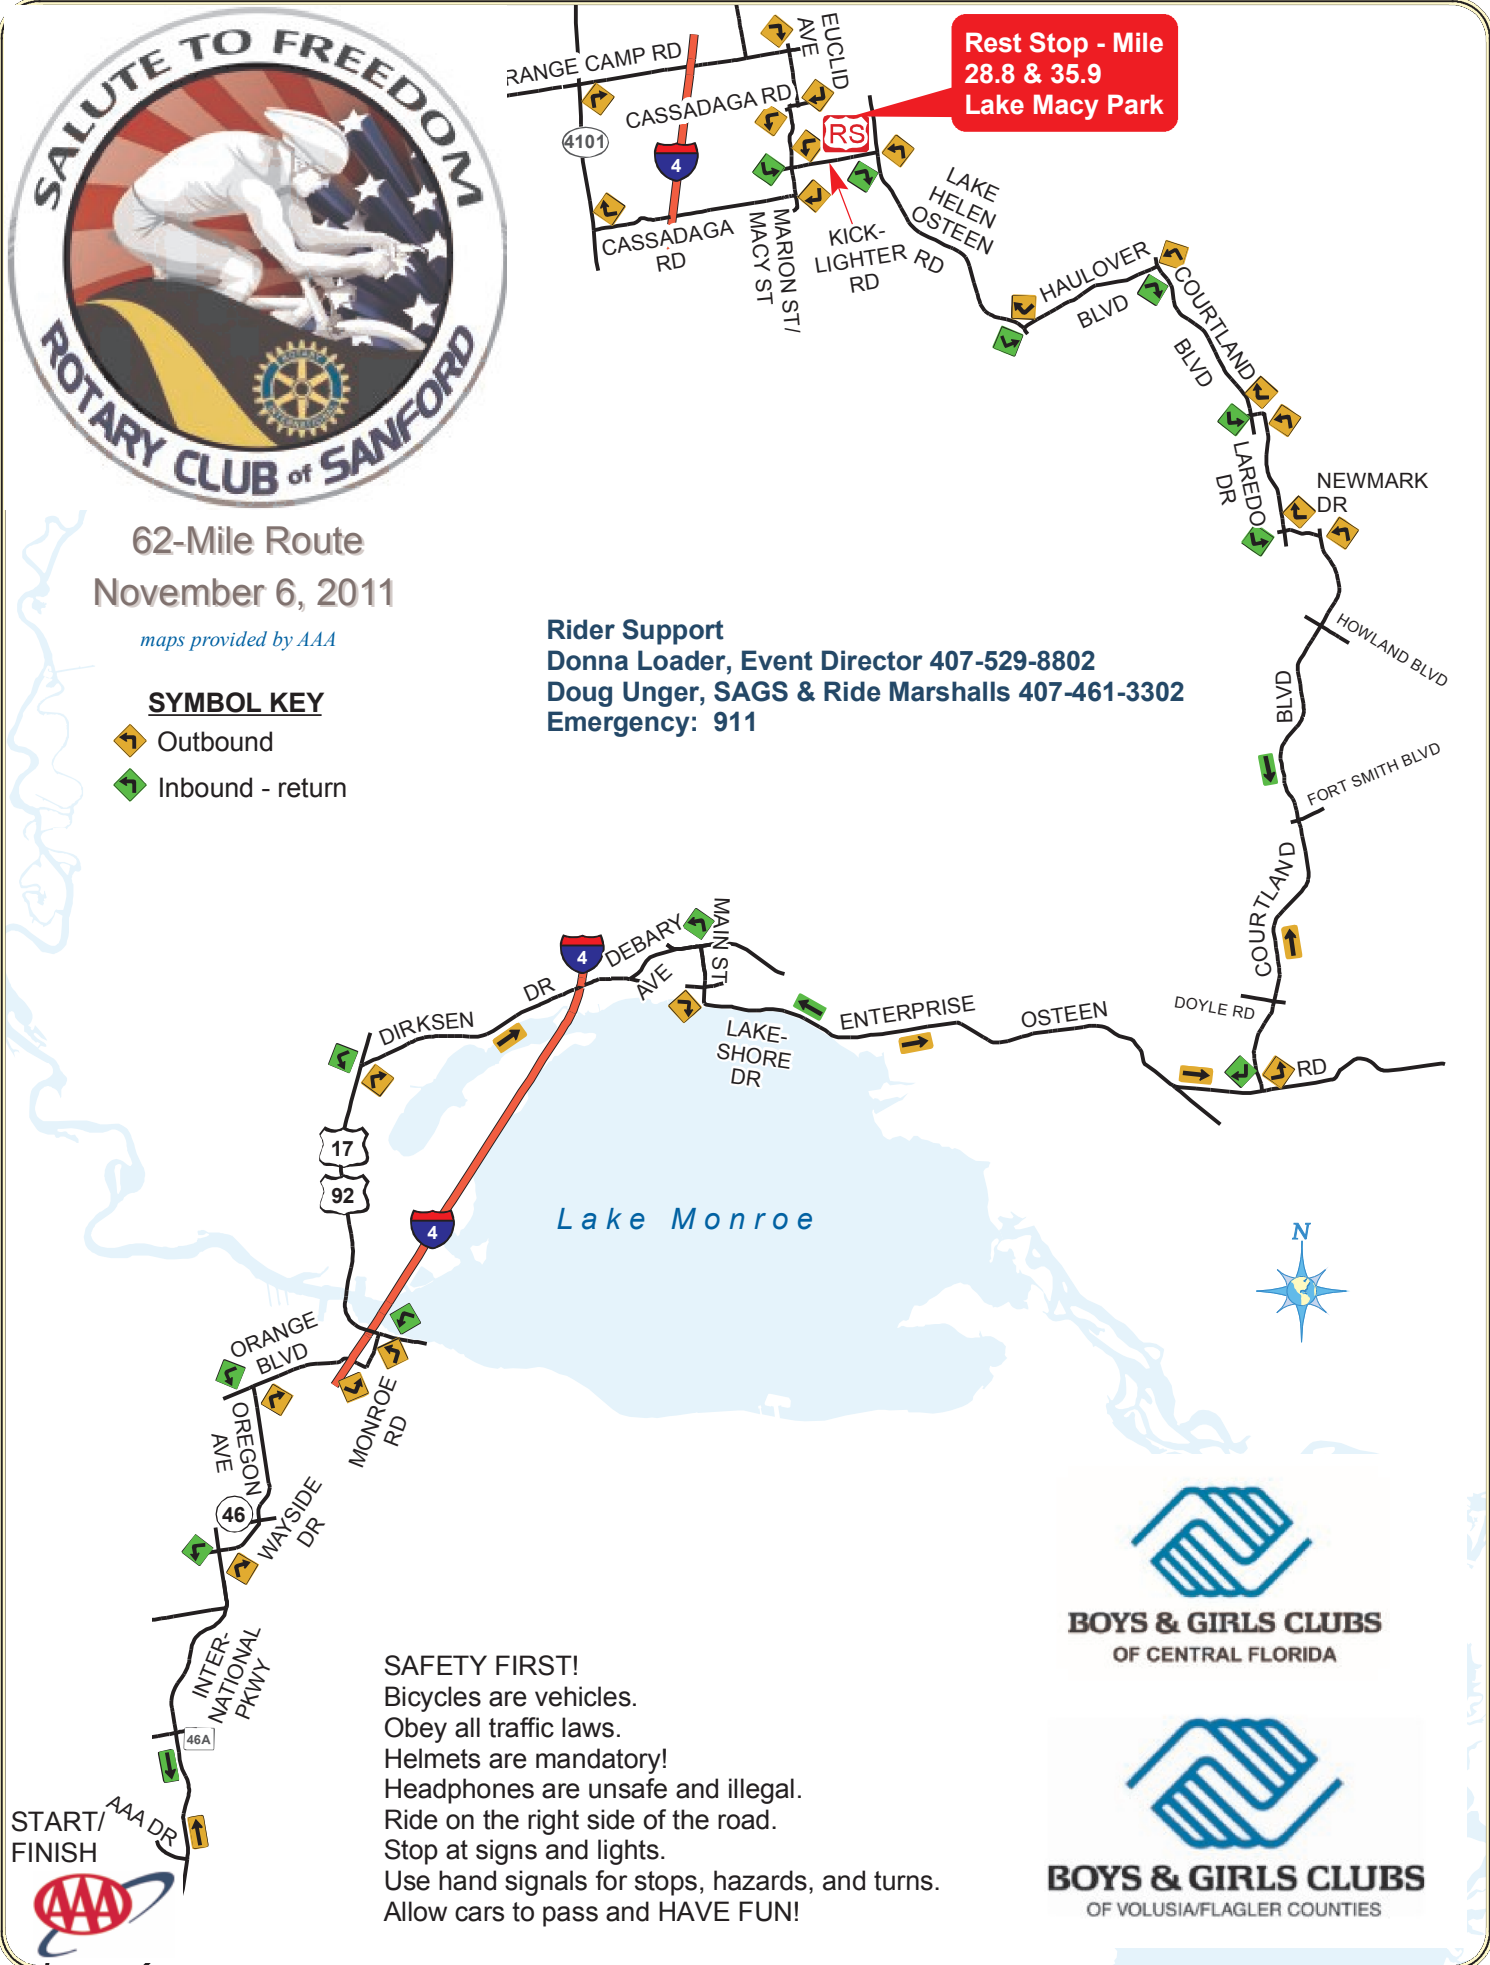 SALUTE TO FREEDOM
ROTARY CLUB of SANFORD
ROTARY
INTERNATIONAL
62-Mile Route
November 6, 2011
maps provided by AAA
SYMBOL KEY
Outbound
Inbound - return
RANGE CAMP RD
EUCLID
AVE
CASSADAGA RD
4101
4
RS
Rest Stop - Mile
28.8 & 35.9
Lake Macy Park
CASSADAGA
RD
MARION ST/
MACY ST
KICK-
LIGHTER
RD
LAKE
HELEN
OSTEEN
RD
HAULOVER
BLVD
COURTLAND
BLVD
LAREDO
DR
NEWMARK
DR
HOWLAND BLVD
BLVD
FORT SMITH BLVD
COURTLAND
DOYLE RD
Rider Support
Donna Loader, Event Director 407-529-8802
Doug Unger, SAGS & Ride Marshalls 407-461-3302
Emergency:  911
MAIN ST
DEBARY
AVE
4
DIRKSEN
DR
LAKE-
SHORE
DR
ENTERPRISE
OSTEEN
RD
17
92
4
Lake Monroe
N
ORANGE
BLVD
MONROE
RD
OREGON
AVE
46
WAYSIDE
DR
INTER-
NATIONAL
PKWY
46A
AAA DR
START/
FINISH
AAA
SAFETY FIRST!
Bicycles are vehicles.
Obey all traffic laws.
Helmets are mandatory!
Headphones are unsafe and illegal.
Ride on the right side of the road.
Stop at signs and lights.
Use hand signals for stops, hazards, and turns.
Allow cars to pass and HAVE FUN!
BOYS & GIRLS CLUBS
OF CENTRAL FLORIDA
BOYS & GIRLS CLUBS
OF VOLUSIA/FLAGLER COUNTIES